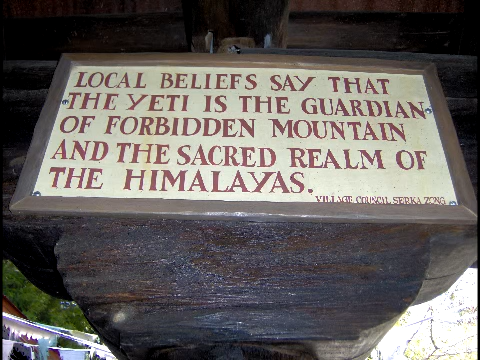 LOCAL BELIEFS SAY THAT
THE YETI IS THE GUARDIAN
OF FORBIDDEN MOUNTAIN
AND THE SACRED REALM OF
THE HIMALAYAS.
VILLAGE COUNCIL, SERKA ZONG